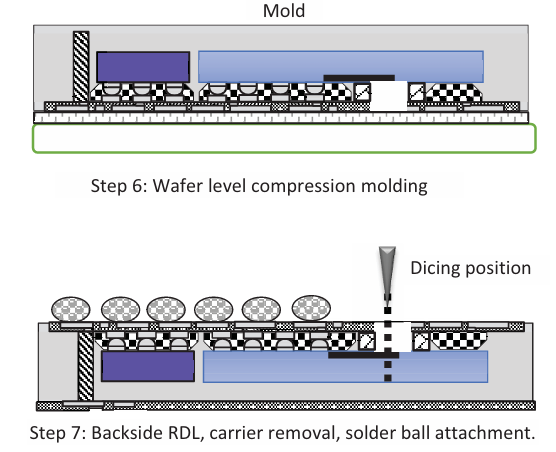 Mold
Step 6: Wafer level compression molding
Dicing position
Step 7: Backside RDL, carrier removal, solder ball attachment.